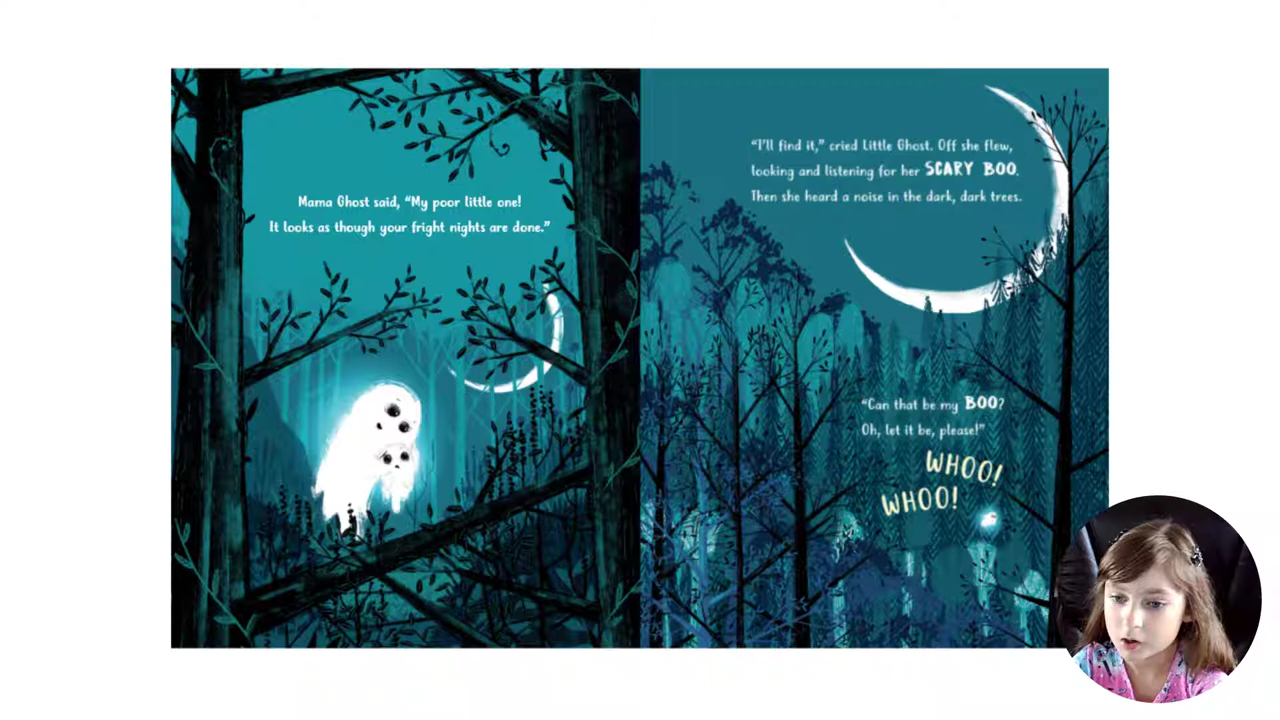 Mama Ghost said, “My poor little one!
It looks as though your fright nights are done.”
“I’ll find it,” cried Little Ghost. Off she flew,
looking and listening for her SCARY BOO.
Then she heard a noise in the dark, dark trees.
“Can that be my BOO?
Oh, let it be, please!”
WHOO!
WHOO!